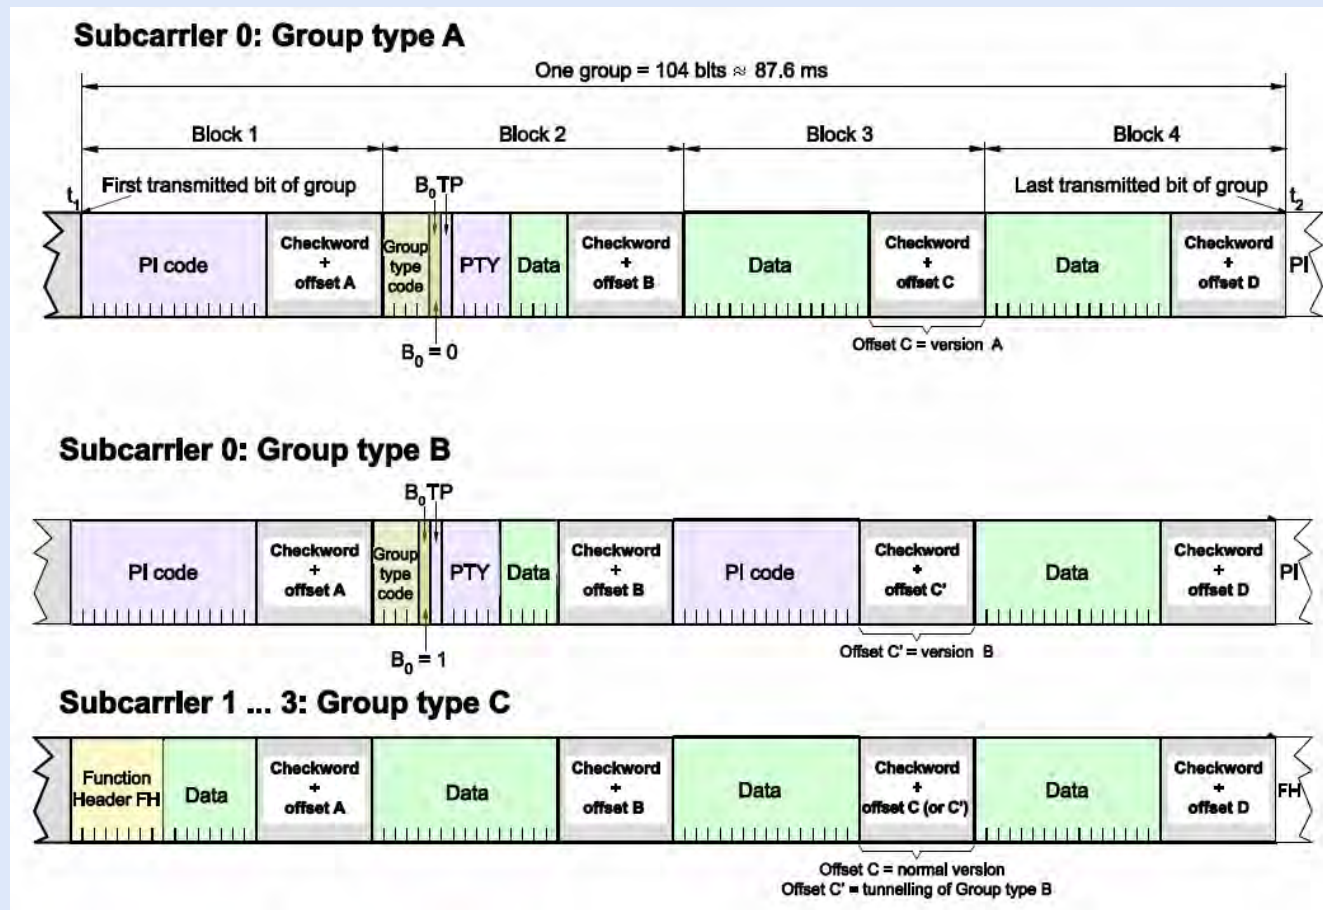 Subcarrier 0: Group type A
One group = 104 bits ≈ 87.6 ms
Block 1 Block 2 Block 3 Block 4
t1 First transmitted bit of group B0 TP Last transmitted bit of group t2
PI code
Checkword
+
offset A
Group
type
code
PTY
Data
Checkword
+
offset B
Data
Checkword
+
offset C
Data
Checkword
+
offset D
PI
B0 = 0
Offset C = version A
Subcarrier 0: Group type B
B0 TP
PI code
Checkword
+
offset A
Group
type
code
PTY
Data
Checkword
+
offset B
PI code
Checkword
+
offset C'
Data
Checkword
+
offset D
PI
B0 = 1
Offset C' = version B
Subcarrier 1 ... 3: Group type C
Function
Header FH
Data
Checkword
+
offset A
Data
Checkword
+
offset B
Data
Checkword
+
offset C (or C')
Data
Checkword
+
offset D
FH
Offset C = normal version
Offset C' = tunnelling of Group type B